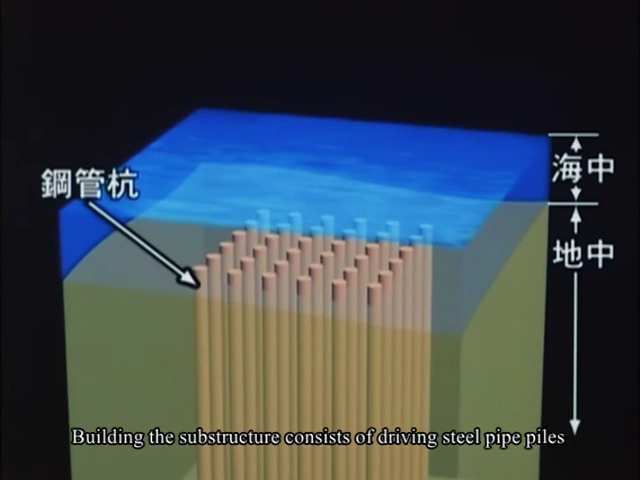 海中
鋼管杭
地中
Building the substructure consists of driving steel pipe piles